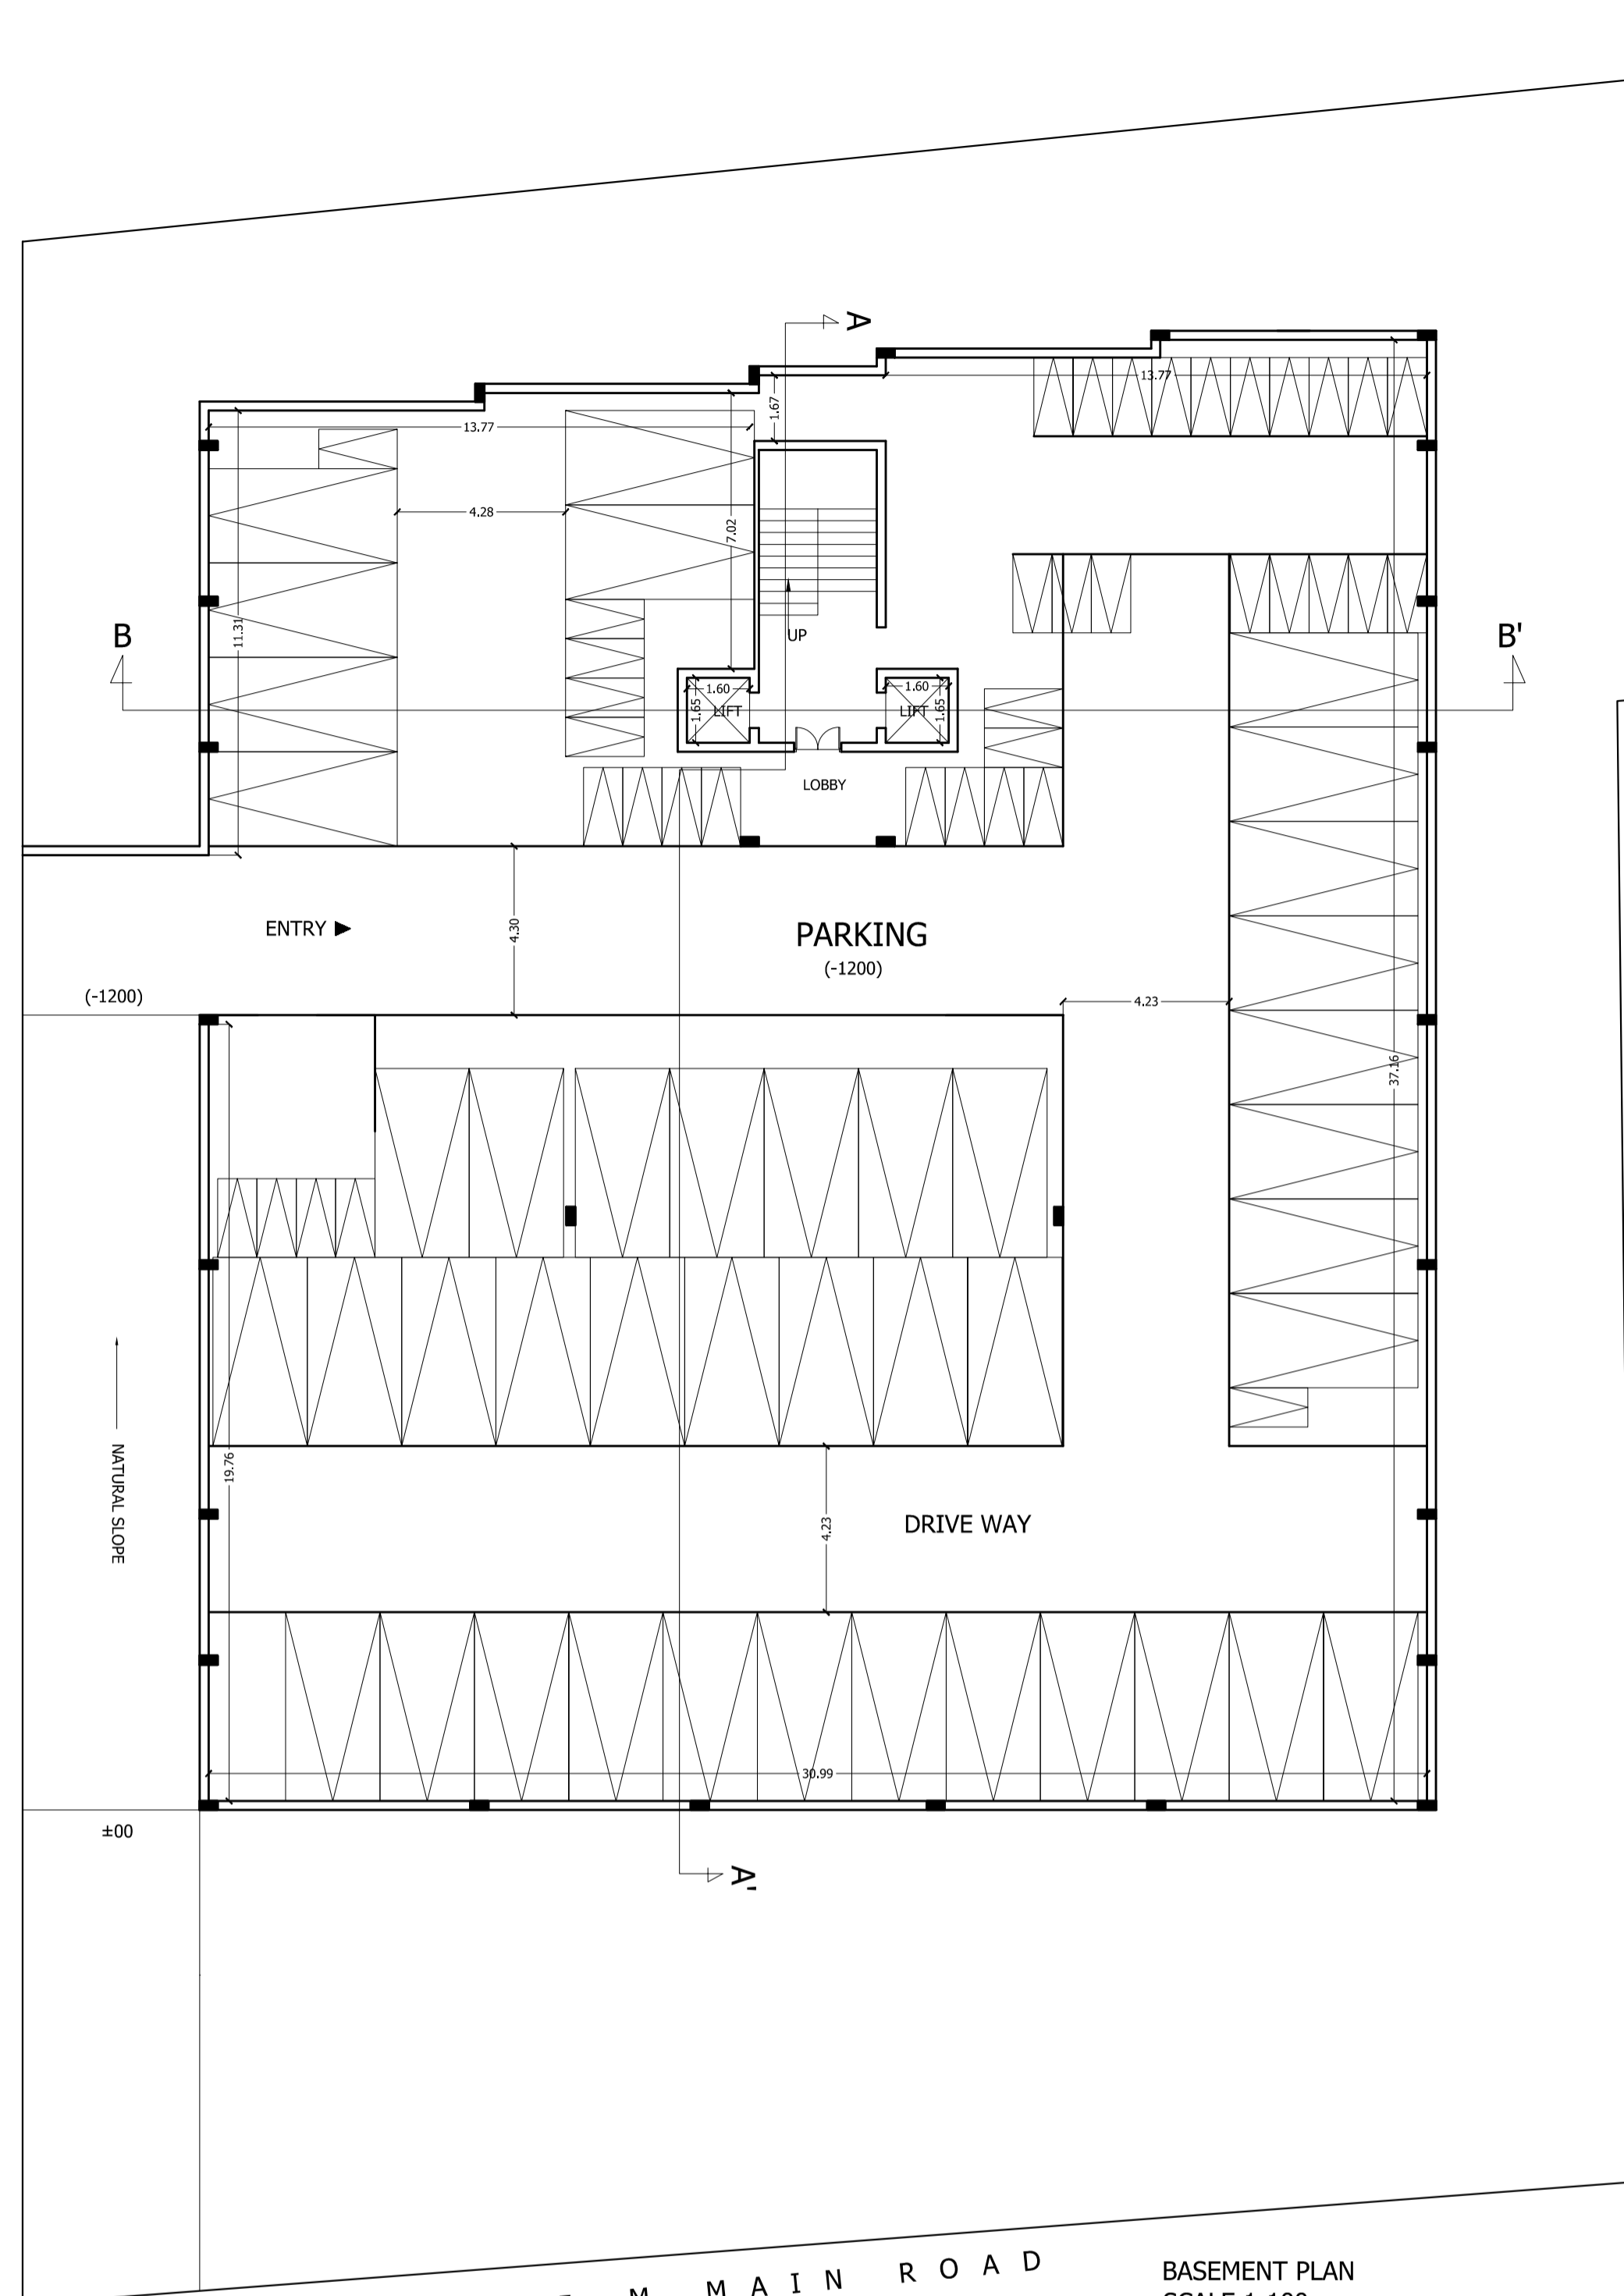 A
13.77
1.67
13.77
4.28
7.02
11.31
B
B'
UP
1.60
1.60
1.65
LIFT
LIFT
1.65
LOBBY
ENTRY
4.30
PARKING
(-1200)
(-1200)
4.23
37.16
19.76
NATURAL SLOPE
DRIVE WAY
4.23
30.99
±00
A'
M MAIN ROAD
BASEMENT PLAN